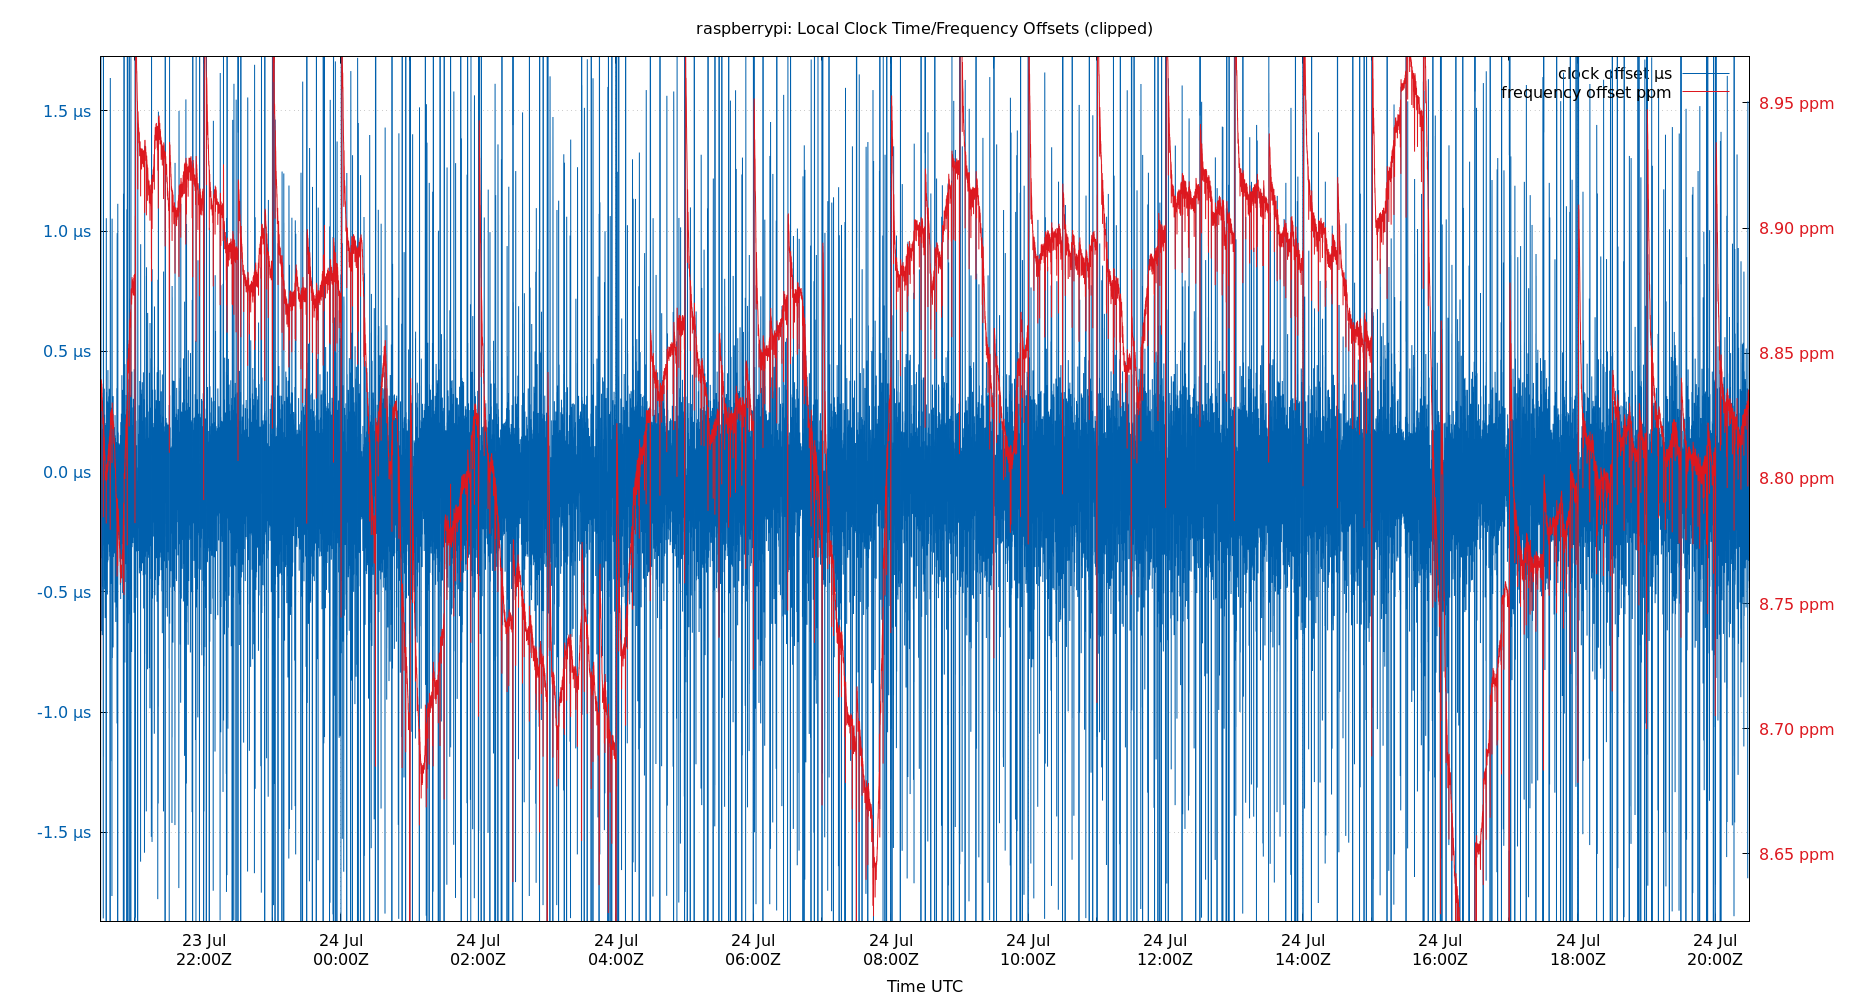 raspberrypi: Local Clock Time/Frequency Offsets (clipped)
clock offset µs
frequency offset ppm
1.5 µs
1.0 µs
0.5 µs
0.0 µs
-0.5 µs
-1.0 µs
-1.5 µs
8.95 ppm
8.90 ppm
8.85 ppm
8.80 ppm
8.75 ppm
8.70 ppm
8.65 ppm
23 Jul 24 Jul 24 Jul 24 Jul 24 Jul 24 Jul 24 Jul 24 Jul 24 Jul 24 Jul 24 Jul 24 Jul
22:00Z 00:00Z 02:00Z 04:00Z 06:00Z 08:00Z 10:00Z 12:00Z 14:00Z 16:00Z 18:00Z 20:00Z
Time UTC